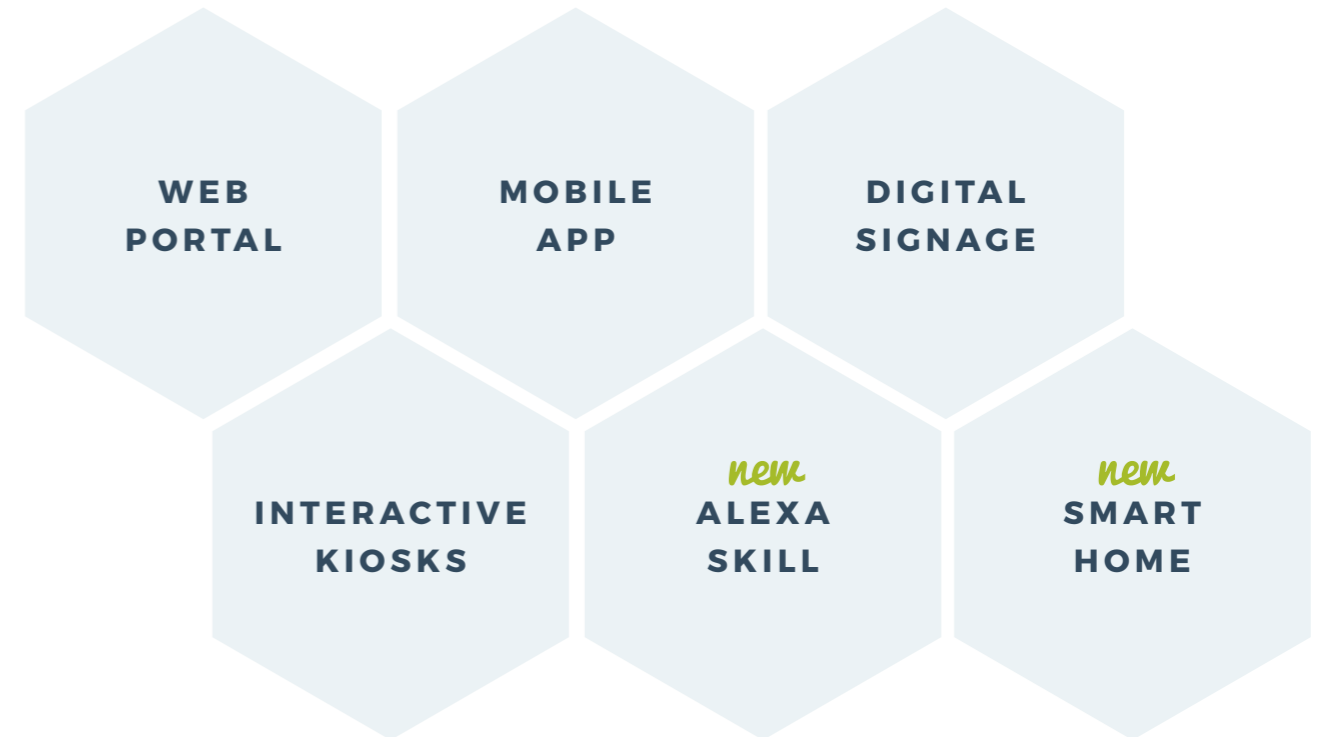 WEB
PORTAL
MOBILE
APP
DIGITAL
SIGNAGE
INTERACTIVE
KIOSKS
new
ALEXA
SKILL
new
SMART
HOME